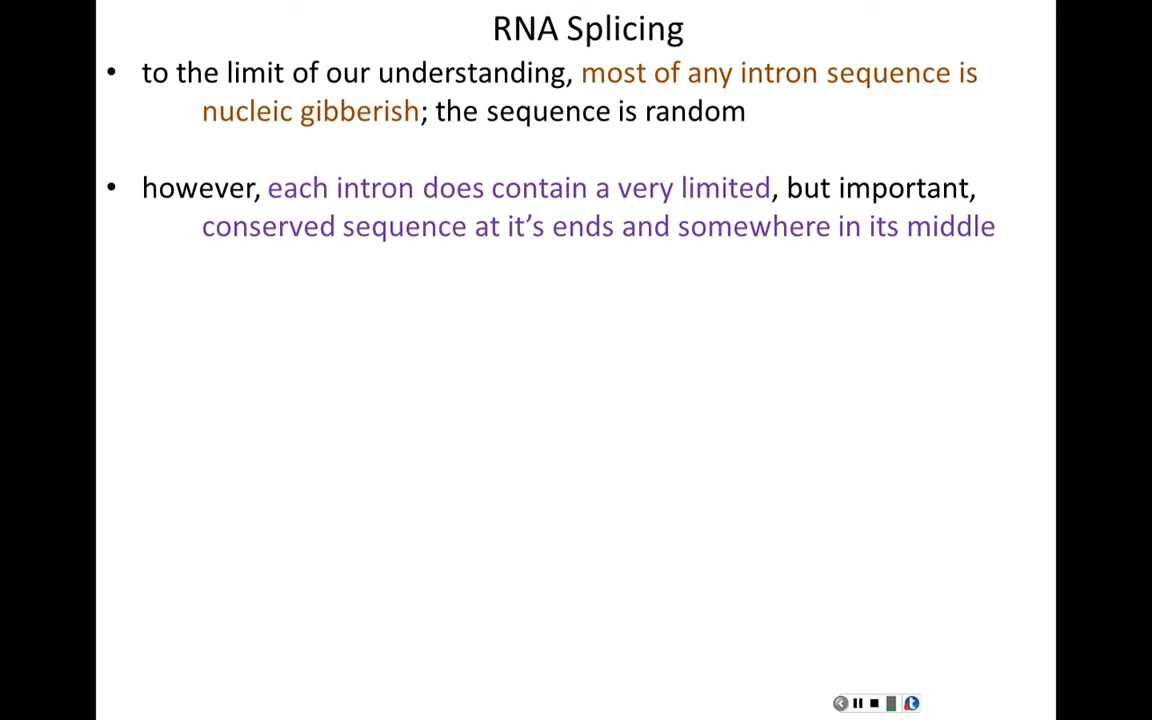 RNA Splicing
• to the limit of our understanding, most of any intron sequence is
nucleic gibberish; the sequence is random
• however, each intron does contain a very limited, but important,
conserved sequence at it’s ends and somewhere in its middle